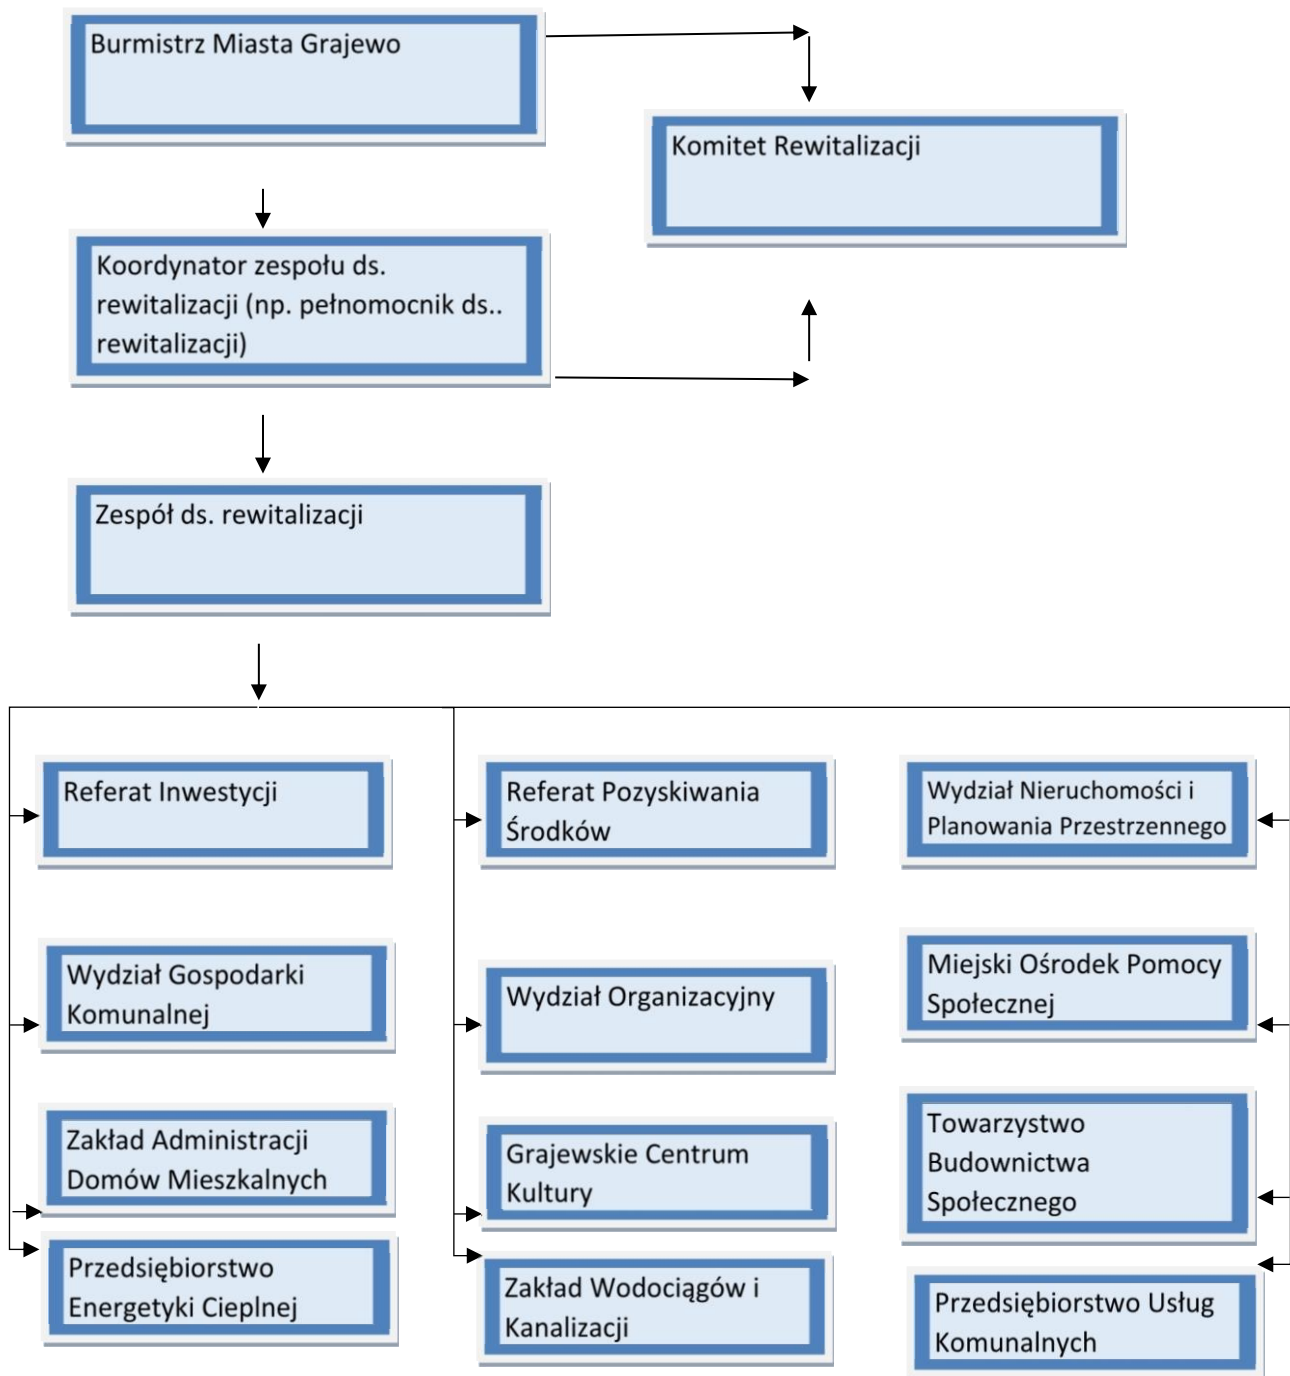 Burmistrz Miasta Grajewo
Komitet Rewitalizacji
Koordynator zespołu ds.
rewitalizacji (np. pełnomocnik ds..
rewitalizacji)
Zespół ds. rewitalizacji
Referat Inwestycji
Referat Pozyskiwania
Środków
Wydział Nieruchomości i
Planowania Przestrzennego
Wydział Gospodarki
Komunalnej
Wydział Organizacyjny
Miejski Ośrodek Pomocy
Społecznej
Zakład Administracji
Domów Mieszkalnych
Grajewskie Centrum
Kultury
Towarzystwo
Budownictwa
Społecznego
Przedsiębiorstwo
Energetyki Cieplnej
Zakład Wodociągów i
Kanalizacji
Przedsiębiorstwo Usług
Komunalnych